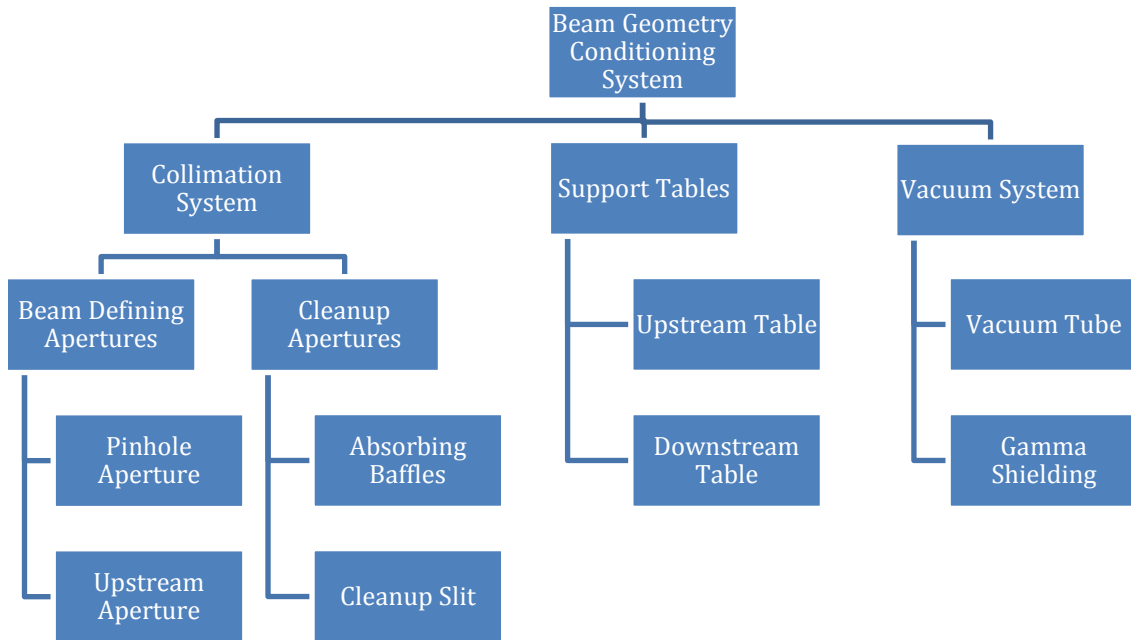 Beam Geometry
Conditioning
System
Collimation
System
Support Tables
Vacuum System
Beam Defining
Apertures
Cleanup
Apertures
Upstream Table
Vacuum Tube
Pinhole
Aperture
Absorbing
Baffles
Downstream
Table
Gamma
Shielding
Upstream
Aperture
Cleanup Slit